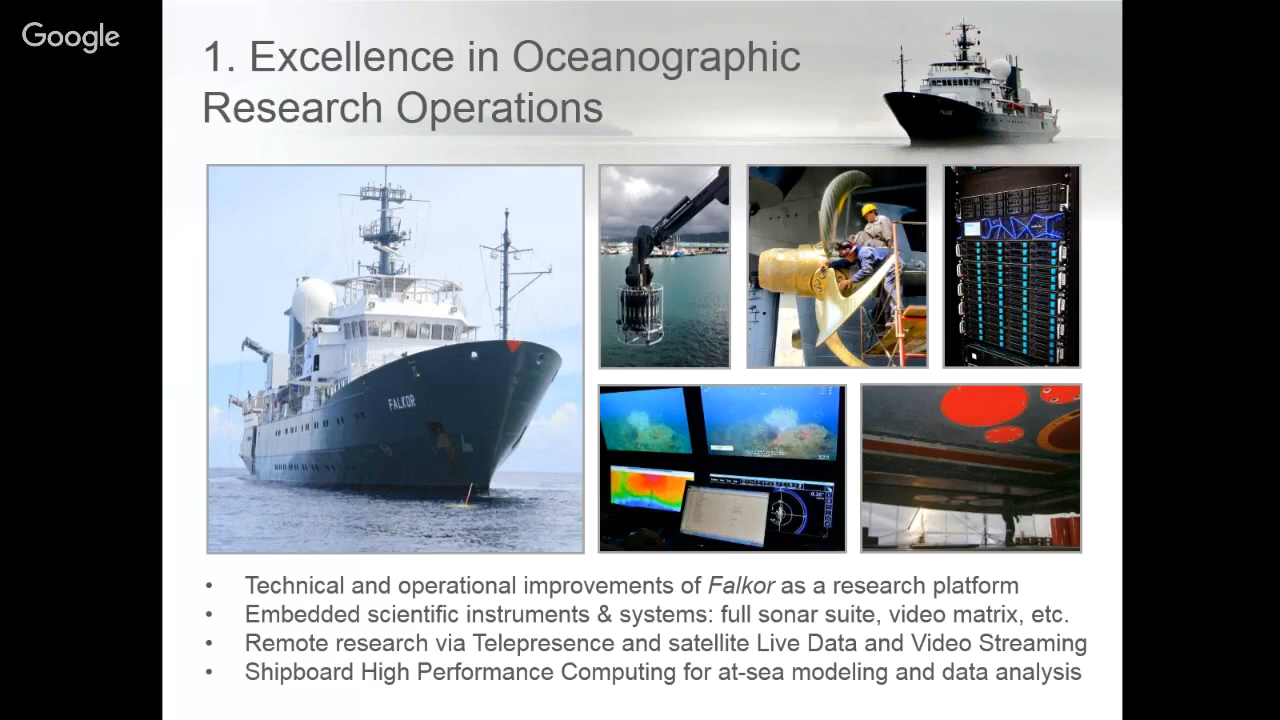 Google
1. Excellence in Oceanographic
Research Operations
FALKOR
• Technical and operational improvements of Falkor as a research platform
• Embedded scientific instruments & systems: full sonar suite, video matrix, etc.
• Remote research via Telepresence and satellite Live Data and Video Streaming
• Shipboard High Performance Computing for at-sea modeling and data analysis